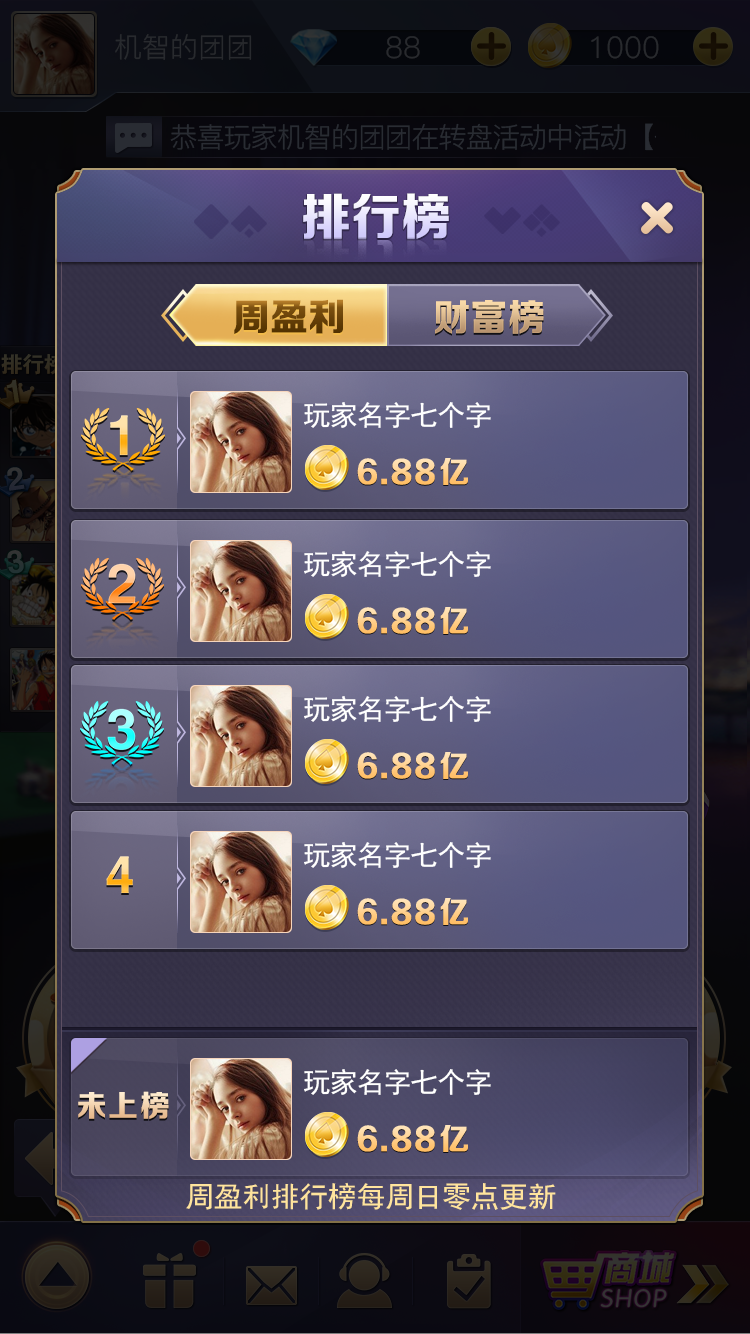 机智的团团
88
1000
恭喜玩家机智的团团在转盘活动中活动【
排行榜
周盈利
财富榜
排行榜
1
玩家名字七个字
6.88亿
2
2
玩家名字七个字
6.88亿
3
3
玩家名字七个字
6.88亿
4
玩家名字七个字
6.88亿
未上榜
玩家名字七个字
6.88亿
周盈利排行榜每周日零点更新
商城
SHOP